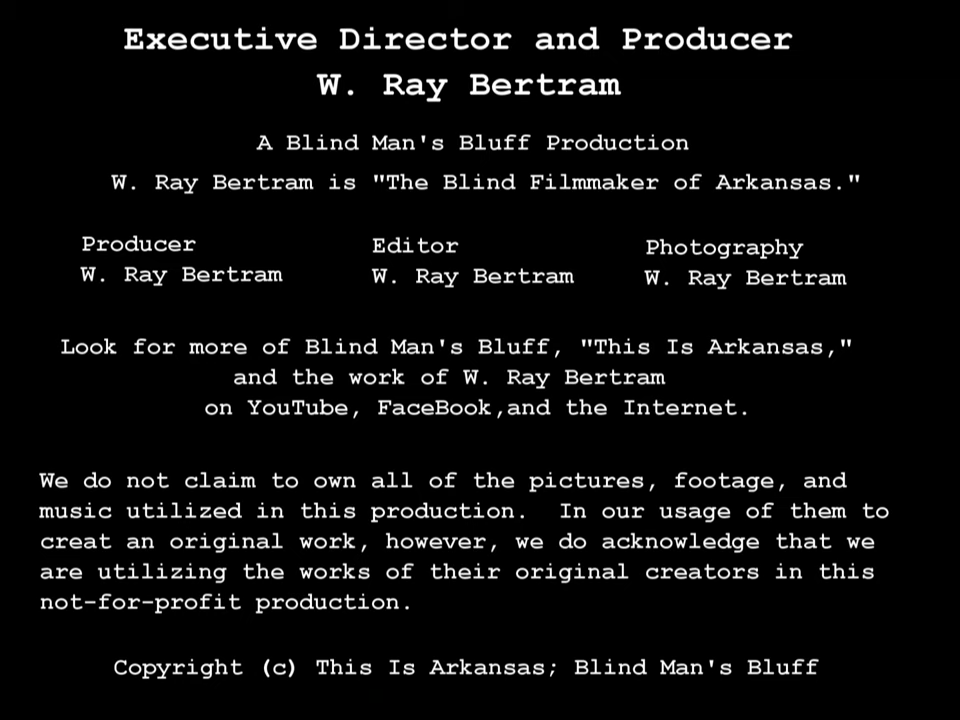 Executive Director and Producer
W. Ray Bertram
A Blind Man's Bluff Production
W. Ray Bertram is "The Blind Filmmaker of Arkansas."
Producer Editor Photography
W. Ray Bertram W. Ray Bertram W. Ray Bertram
Look for more of Blind Man's Bluff, "This Is Arkansas,"
and the work of W. Ray Bertram
on YouTube, FaceBook,and the Internet.
We do not claim to own all of the pictures, footage, and
music utilized in this production.  In our usage of them to
creat an original work, however, we do acknowledge that we
are utilizing the works of their original creators in this
not-for-profit production.
Copyright (c) This Is Arkansas; Blind Man's Bluff